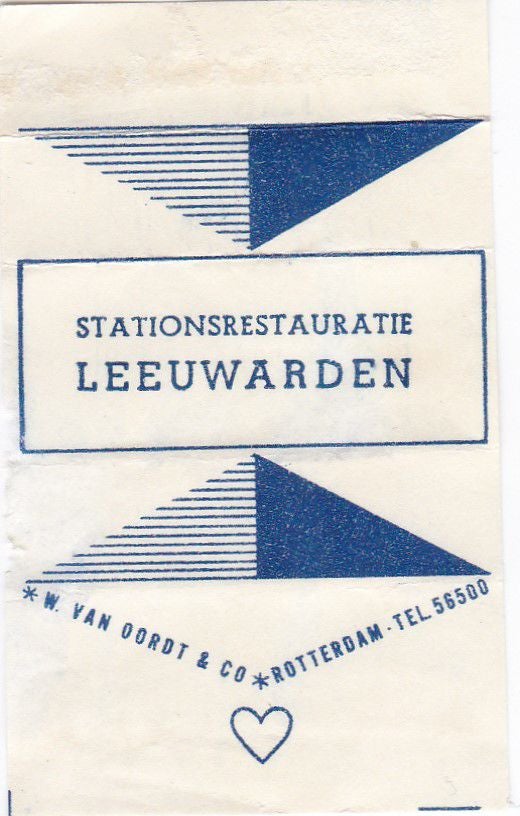 STATIONSRESTAURATIE
LEEUWARDEN
* W. VAN OORDT & CO * ROTTERDAM - TEL. 56500